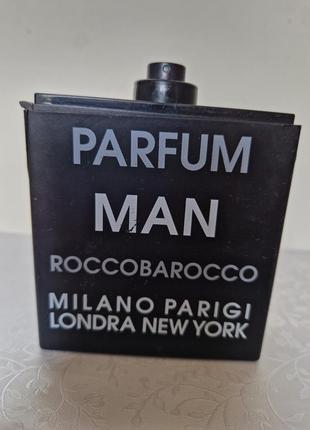 PARFUM
MAN
ROCCOBAROCCO
MILANO PARIGI
LONDRA NEW YORK